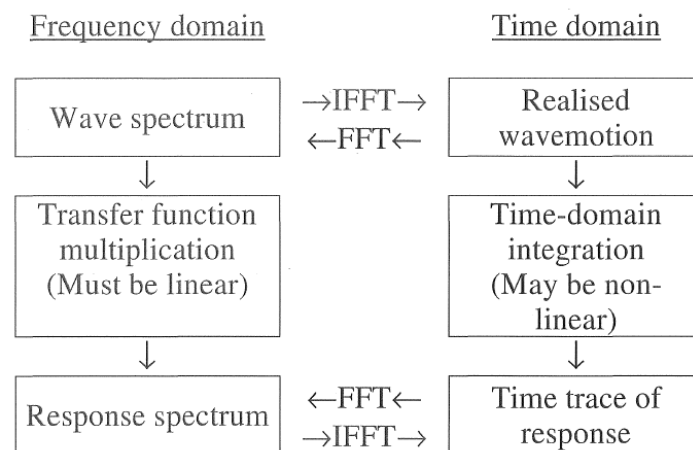 Frequency domain
Time domain
Wave spectrum
→IFFT→
←FFT←
Realised
wavemotion
↓
↓
Transfer function
multiplication
(Must be linear)
Time-domain
integration
(May be non-
linear)
↓
↓
Response spectrum
←FFT←
→IFFT→
Time trace of
response